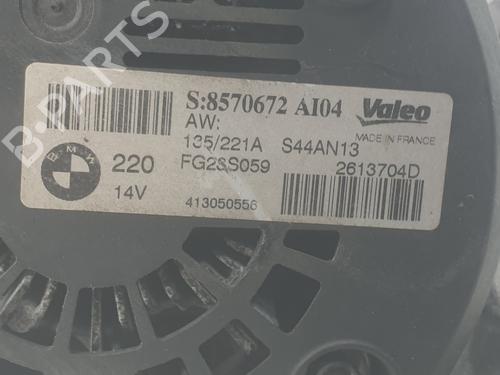 B-PARTS
S:8570672 AI04 Valeo
AW:
MADE IN FRANCE
135/221A S44AN13
BMW
220 FG23S059 2613704D
14V
413050556